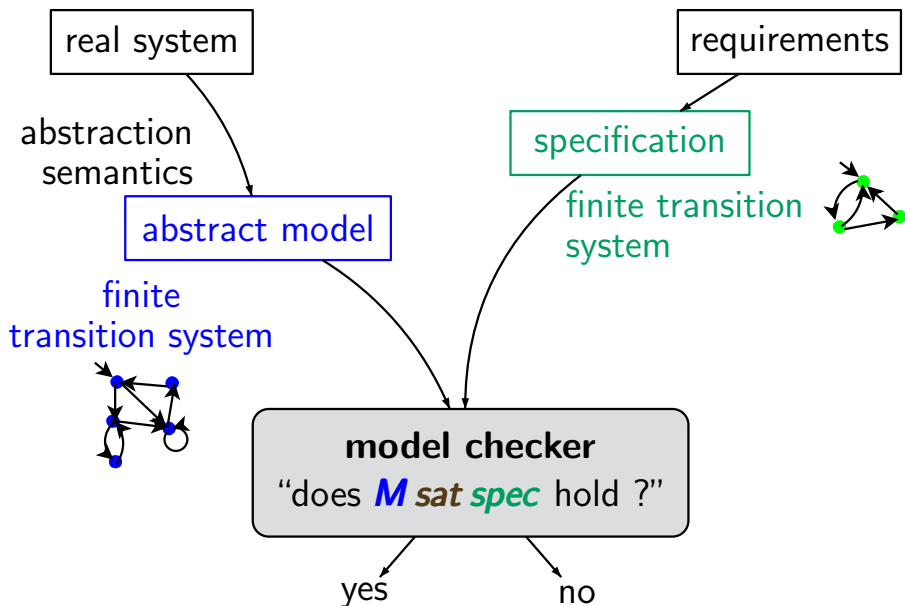 real system
requirements
abstraction
semantics
specification
abstract model
finite transition
system
finite
transition system
model checker
“does M sat spec hold ?”
yes
no